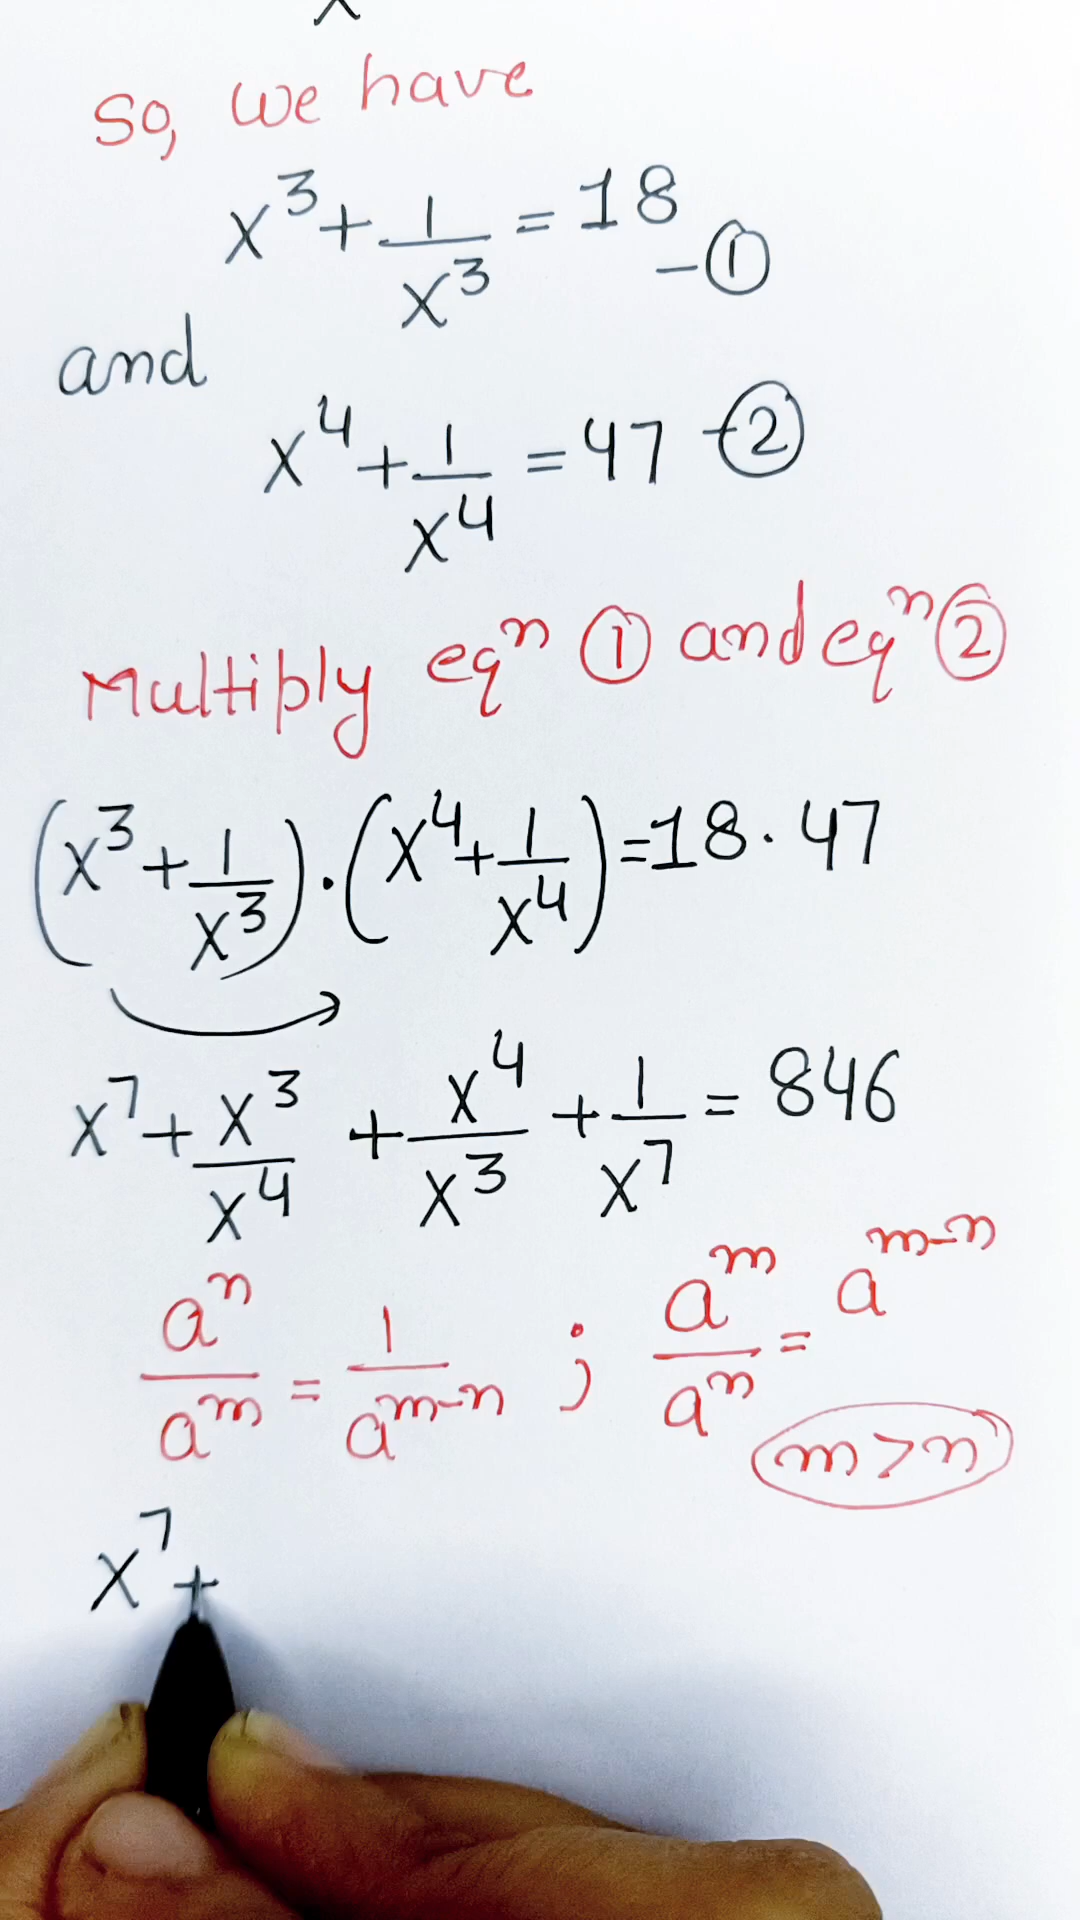 So, we have
x³ + 1/x³ = 18 - ①
and
x⁴ + 1/x⁴ = 47 - ②
Multiply eqⁿ ① and eqⁿ ②
(x³ + 1/x³) · (x⁴ + 1/x⁴) = 18 · 47
x⁷ + x³/x⁴ + x⁴/x³ + 1/x⁷ = 846
aⁿ/aᵐ = 1/aᵐ⁻ⁿ ; aᵐ/aⁿ = aᵐ⁻ⁿ
m > n
x⁷ +